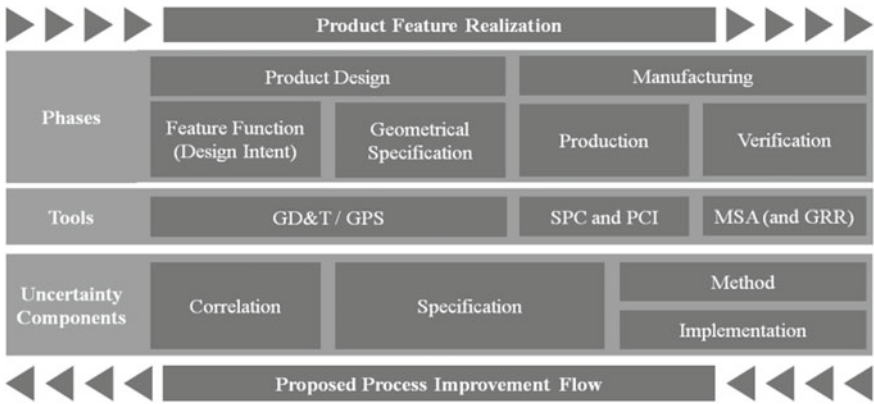 Product Feature Realization
Phases
Product Design
Manufacturing
Feature Function
(Design Intent)
Geometrical
Specification
Production
Verification
Tools
GD&T / GPS
SPC and PCI
MSA (and GRR)
Uncertainty
Components
Correlation
Specification
Method
Implementation
Proposed Process Improvement Flow